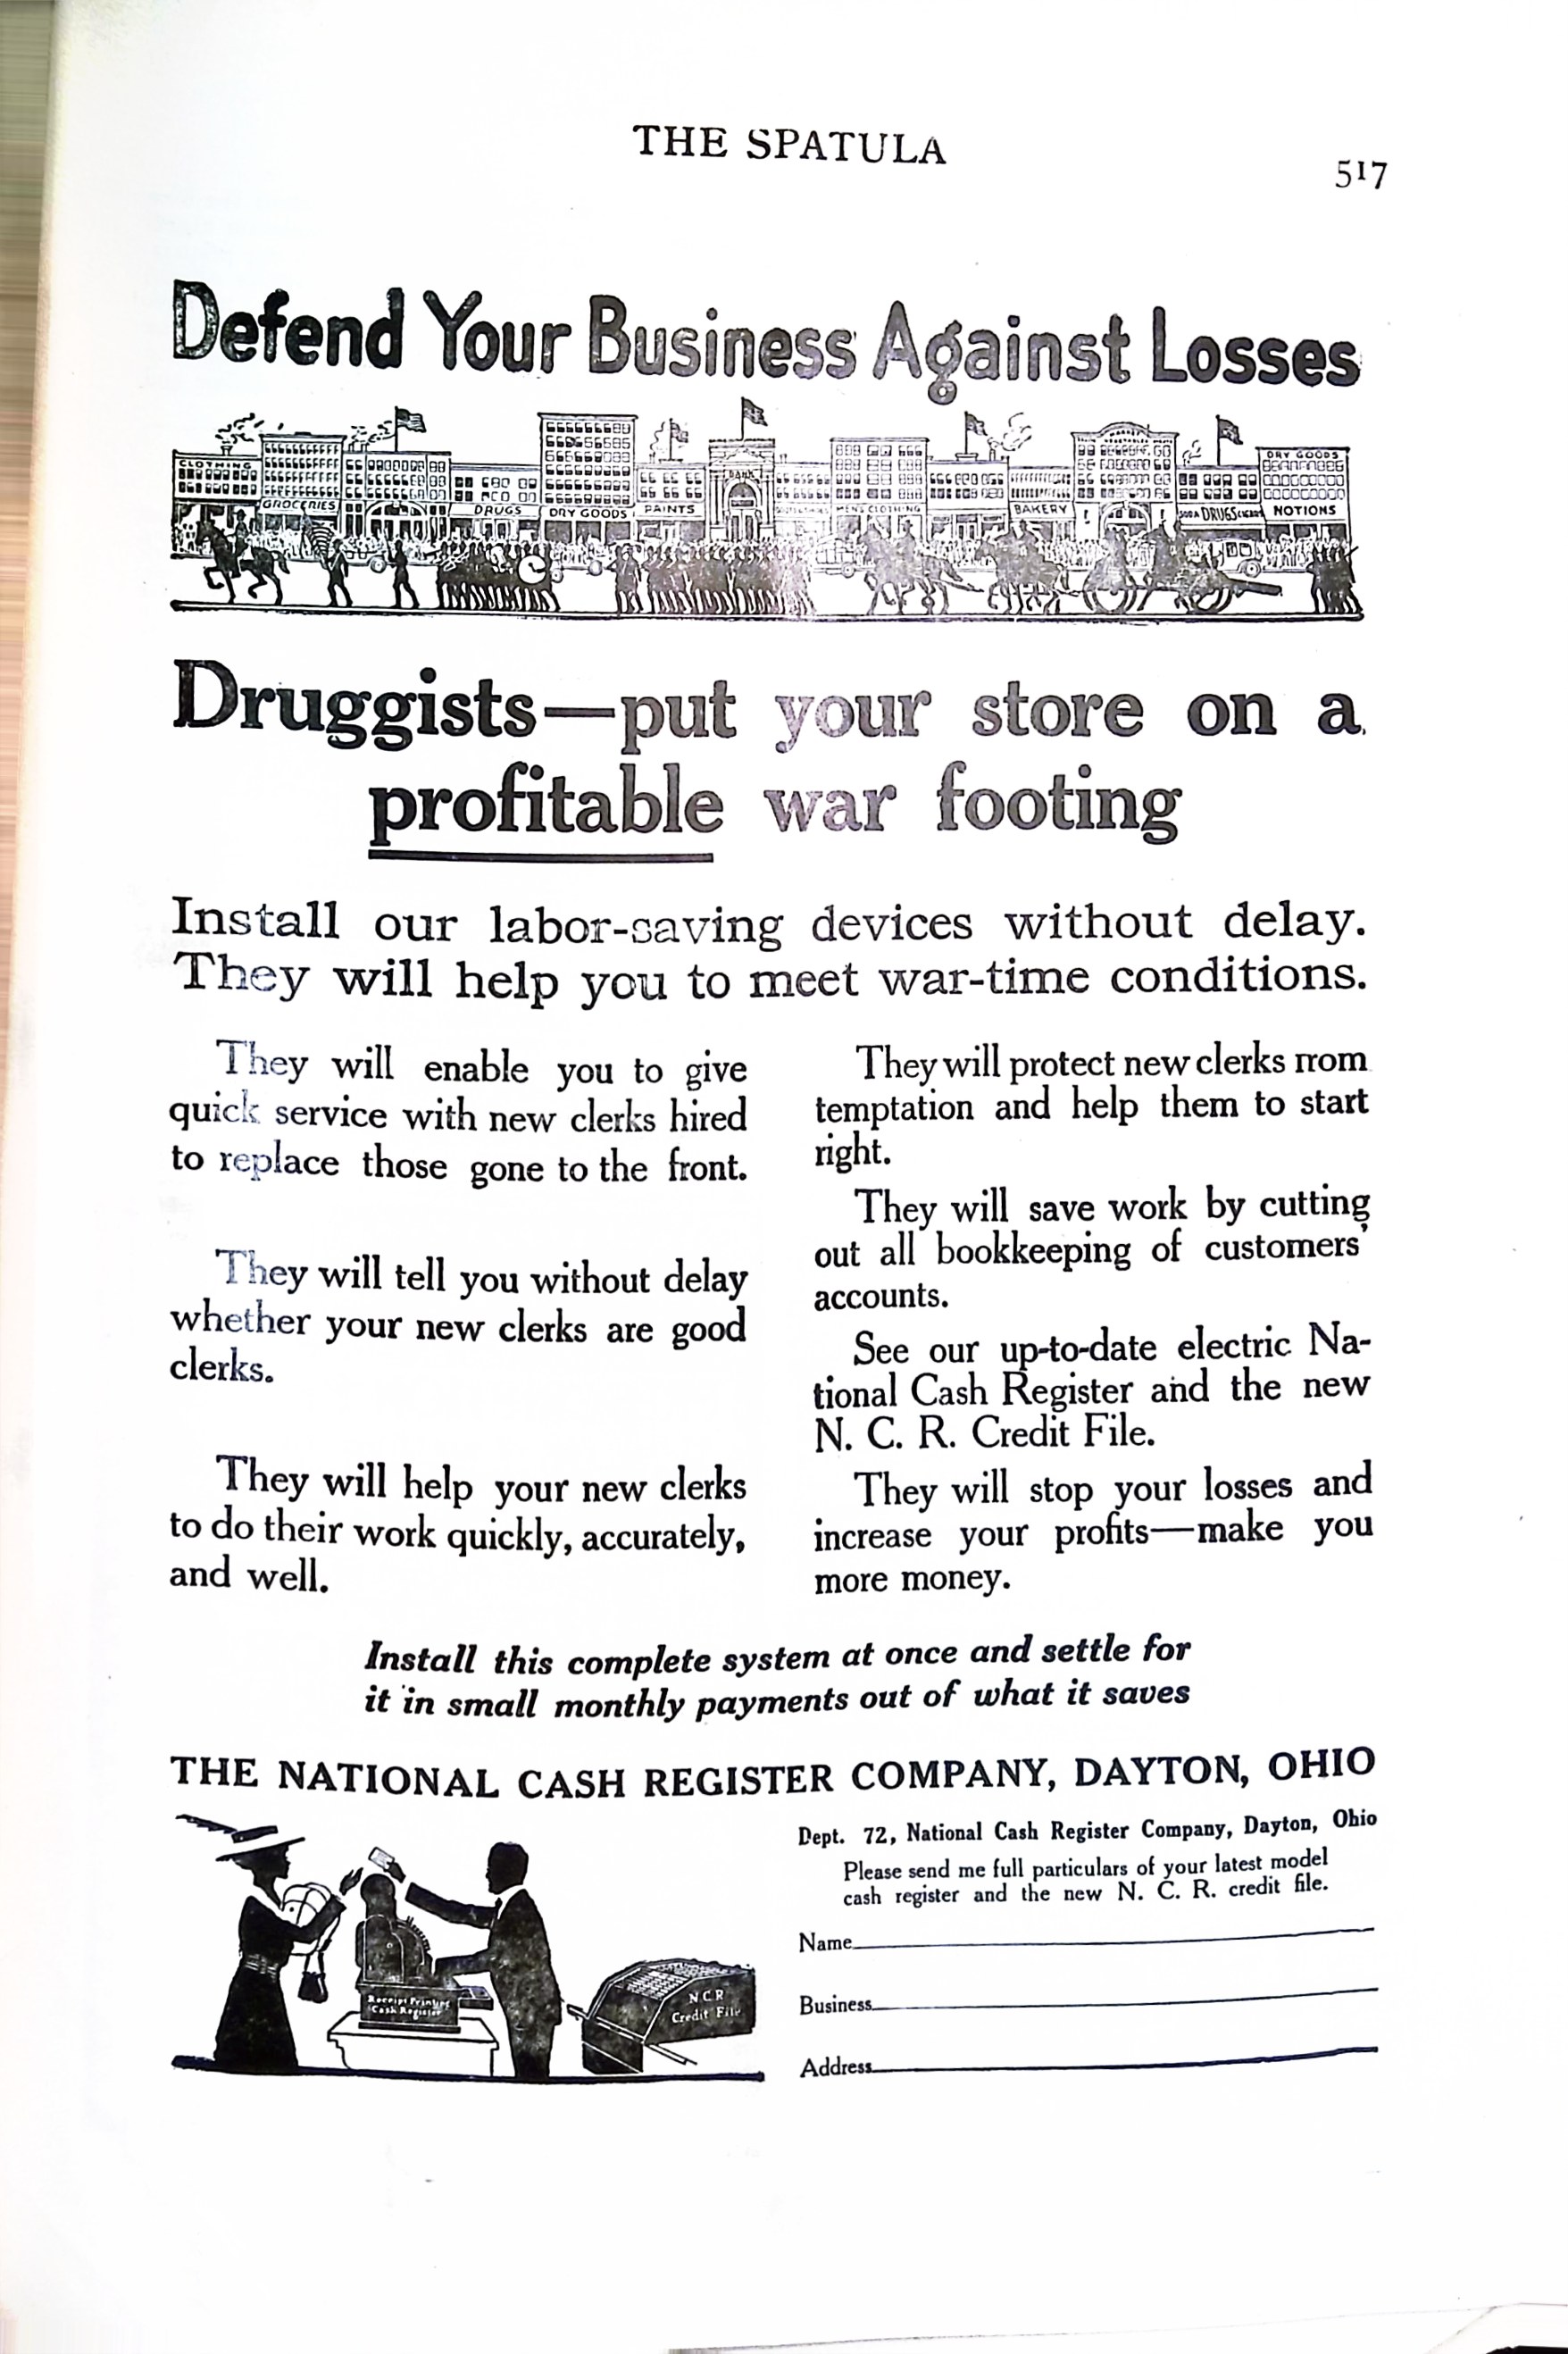 THE SPATULA
517
Defend Your Business Against Losses
CLOTHING
GROCERIES
DRUGS
DRY GOODS
PAINTS
BANK
MENS CLOTHING
BAKERY
SODA DRUGS CIGARS
DRY GOODS
NOTIONS
Druggists—put your store on a
profitable war footing
Install our labor-saving devices without delay.
They will help you to meet war-time conditions.
They will enable you to give
quick service with new clerks hired
to replace those gone to the front.
They will tell you without delay
whether your new clerks are good
clerks.
They will help your new clerks
to do their work quickly, accurately,
and well.
They will protect new clerks from
temptation and help them to start
right.
They will save work by cutting
out all bookkeeping of customers'
accounts.
See our up-to-date electric Na-
tional Cash Register and the new
N. C. R. Credit File.
They will stop your losses and
increase your profits—make you
more money.
Install this complete system at once and settle for
it in small monthly payments out of what it saves
THE NATIONAL CASH REGISTER COMPANY, DAYTON, OHIO
Receipt Printing
Cash Register
N C R
Credit File
Dept. 72, National Cash Register Company, Dayton, Ohio
Please send me full particulars of your latest model
cash register and the new N. C. R. credit file.
Name
Business
Address